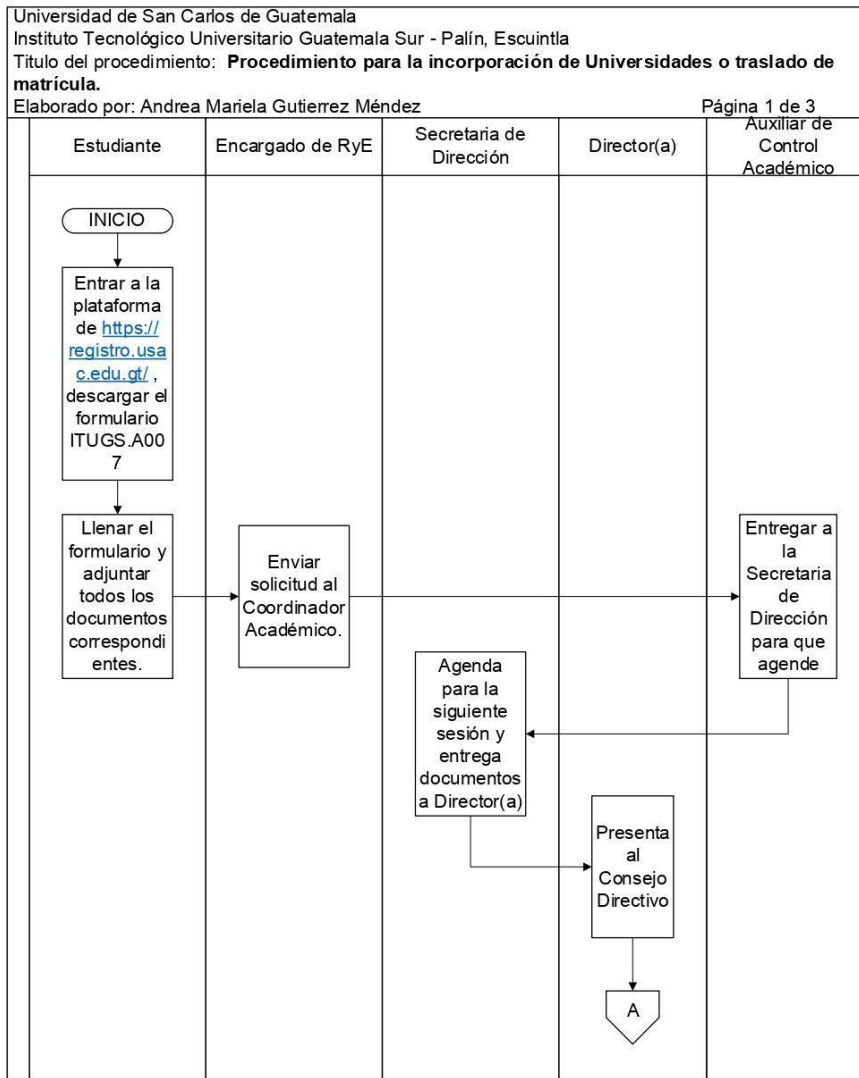 Universidad de San Carlos de Guatemala
Instituto Tecnológico Universitario Guatemala Sur - Palín, Escuintla
Titulo del procedimiento: Procedimiento para la incorporación de Universidades o traslado de
matrícula.
Elaborado por: Andrea Mariela Gutierrez Méndez
Página 1 de 3
Estudiante
Encargado de RyE
Secretaria de
Dirección
Director(a)
Auxiliar de
Control
Académico
INICIO
Entrar a la
plataforma
de https://
registro.usa
c.edu.gt/ ,
descargar el
formulario
ITUGS.A00
7
Llenar el
formulario y
adjuntar
todos los
documentos
correspondi
entes.
Enviar
solicitud al
Coordinador
Académico.
Entregar a
la
Secretaria
de
Dirección
para que
agende
Agenda
para la
siguiente
sesión y
entrega
documentos
a Director(a)
Presenta
al
Consejo
Directivo
A